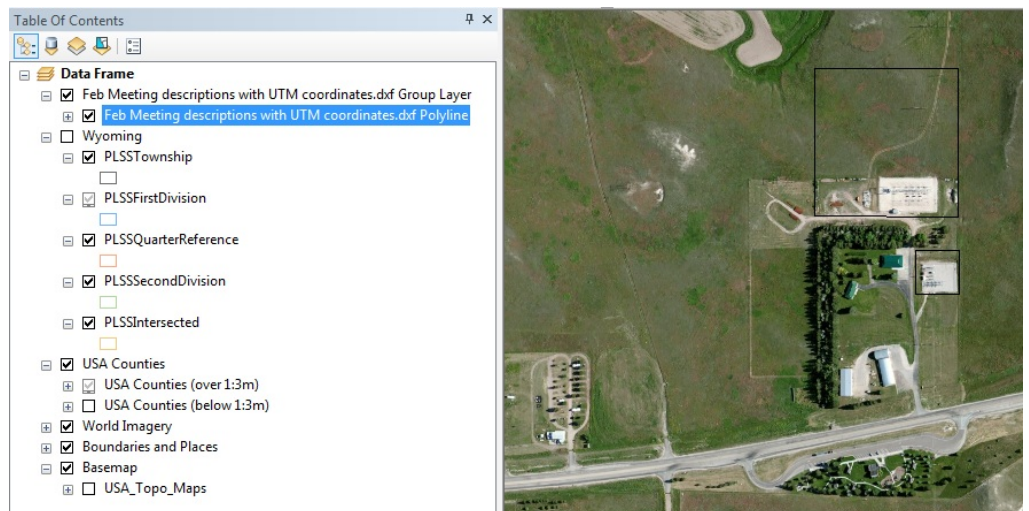 Table Of Contents
Data Frame
Feb Meeting descriptions with UTM coordinates.dxf Group Layer
Feb Meeting descriptions with UTM coordinates.dxf Polyline
Wyoming
PLSSTownship
PLSSFirstDivision
PLSSQuarterReference
PLSSSecondDivision
PLSSIntersected
USA Counties
USA Counties (over 1:3m)
USA Counties (below 1:3m)
World Imagery
Boundaries and Places
Basemap
USA_Topo_Maps